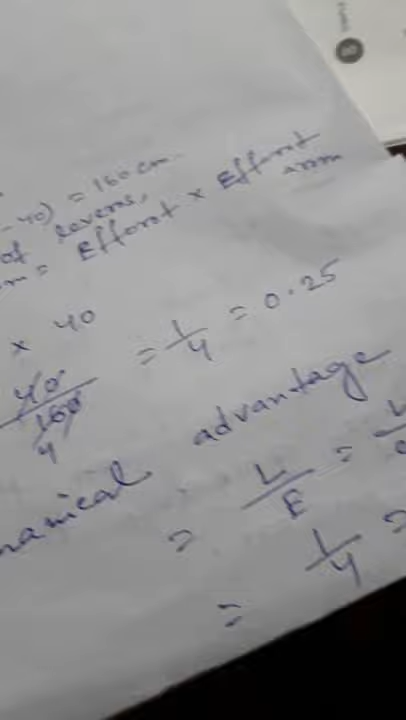 - 40) = 160 cm.
of levers,
m = Effort × Effort
arm
× 40
40/160 = 1/4 = 0.25
4
advantage
= L/E =
= 1/4 =